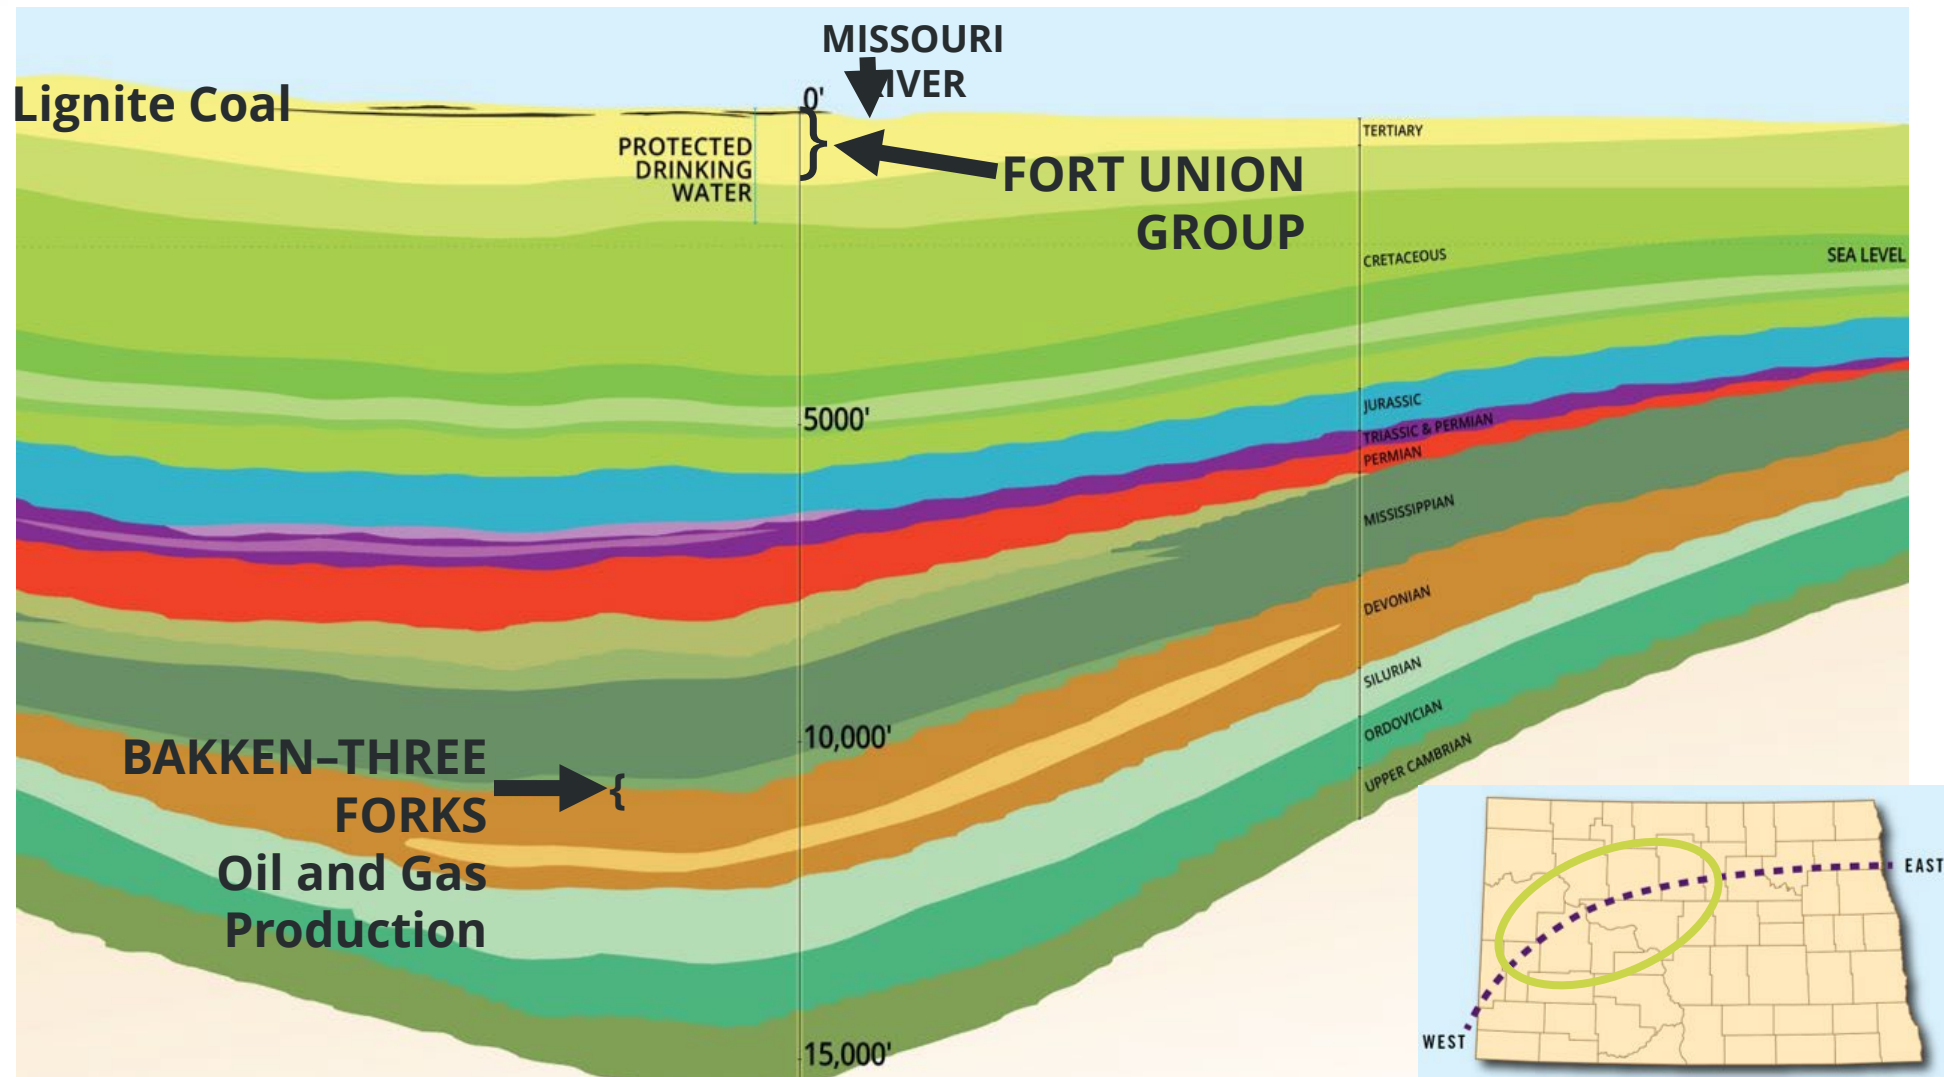 MISSOURI
RIVER
Lignite Coal
0'
PROTECTED
DRINKING
WATER
TERTIARY
FORT UNION
GROUP
CRETACEOUS
SEA LEVEL
JURASSIC
5000'
TRIASSIC & PERMIAN
PERMIAN
MISSISSIPPIAN
DEVONIAN
SILURIAN
ORDOVICIAN
10,000'
UPPER CAMBRIAN
BAKKEN–THREE
FORKS
Oil and Gas
Production
15,000'
EAST
WEST